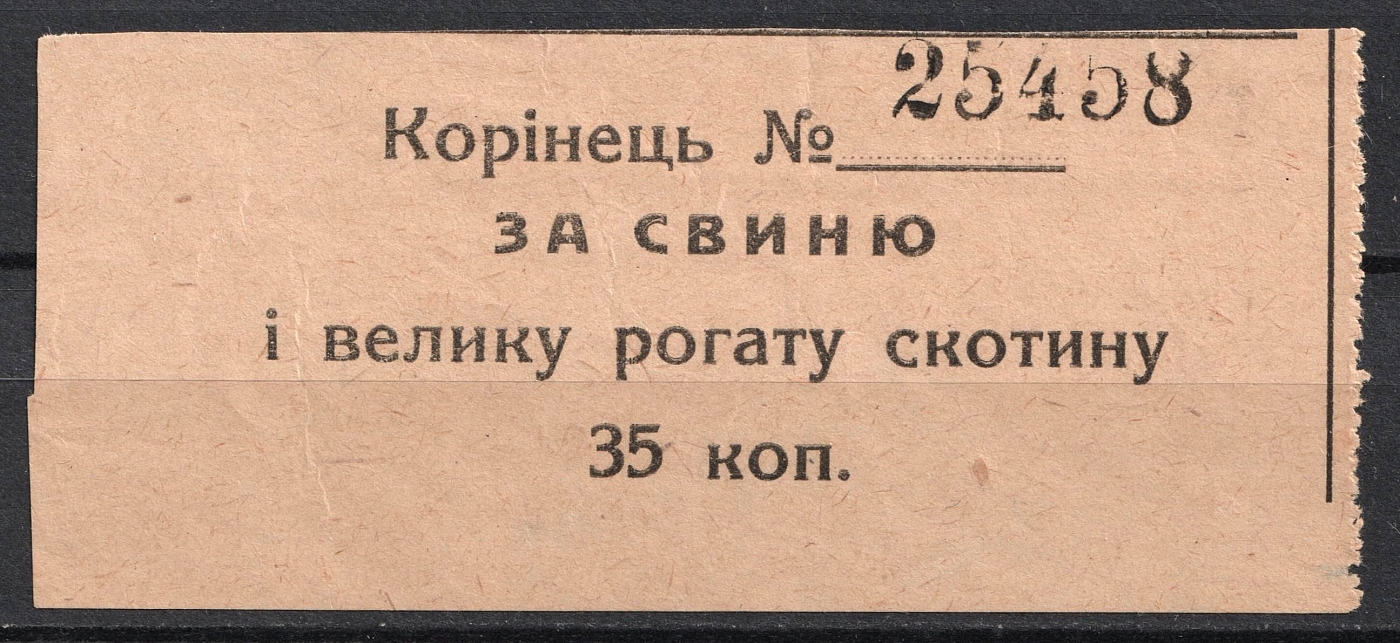 25458
Корінець №
ЗА СВИНЮ
і велику рогату скотину
35 коп.